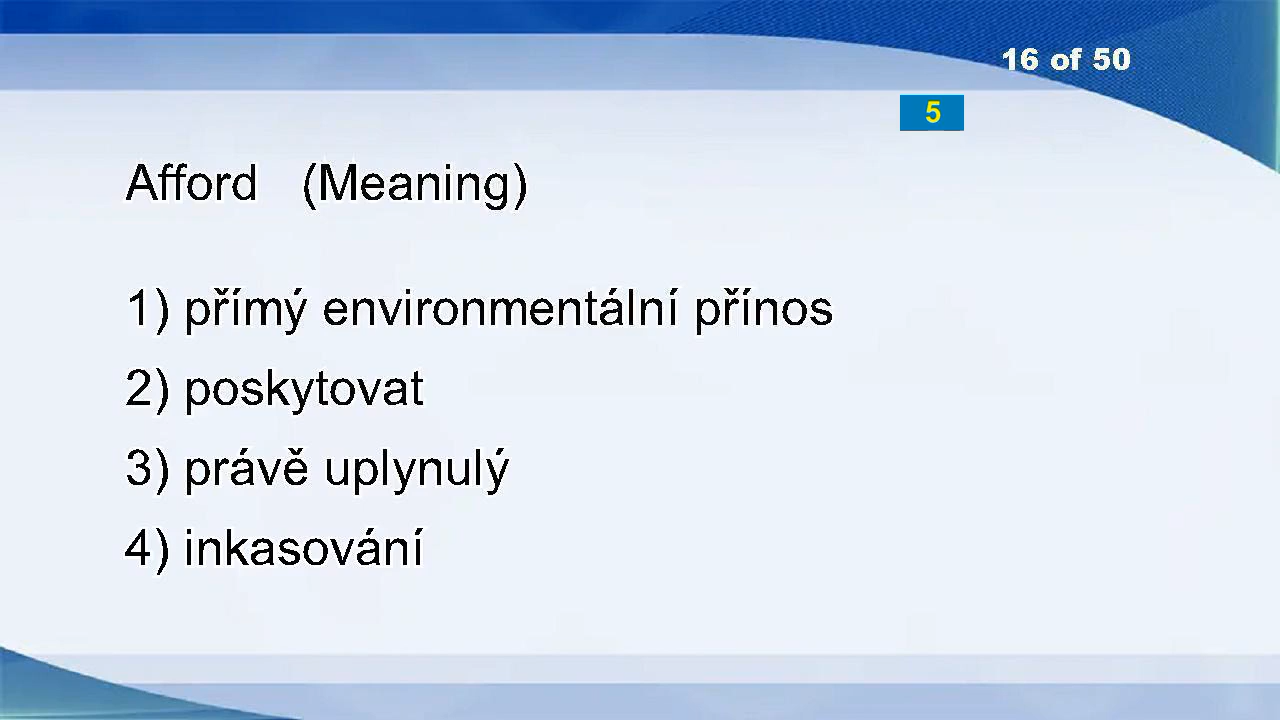 16 of 50
5
Afford (Meaning)
1) přímý environmentální přínos
2) poskytovat
3) právě uplynulý
4) inkasování